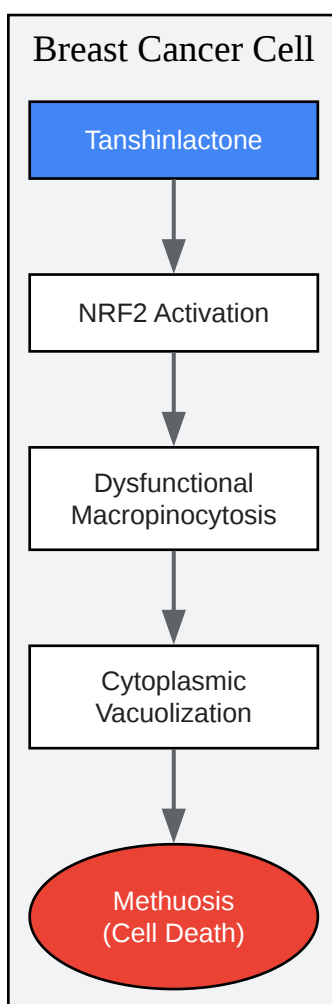 Breast Cancer Cell
Tanshinlactone
NRF2 Activation
Dysfunctional
Macropinocytosis
Cytoplasmic
Vacuolization
Methuosis
(Cell Death)